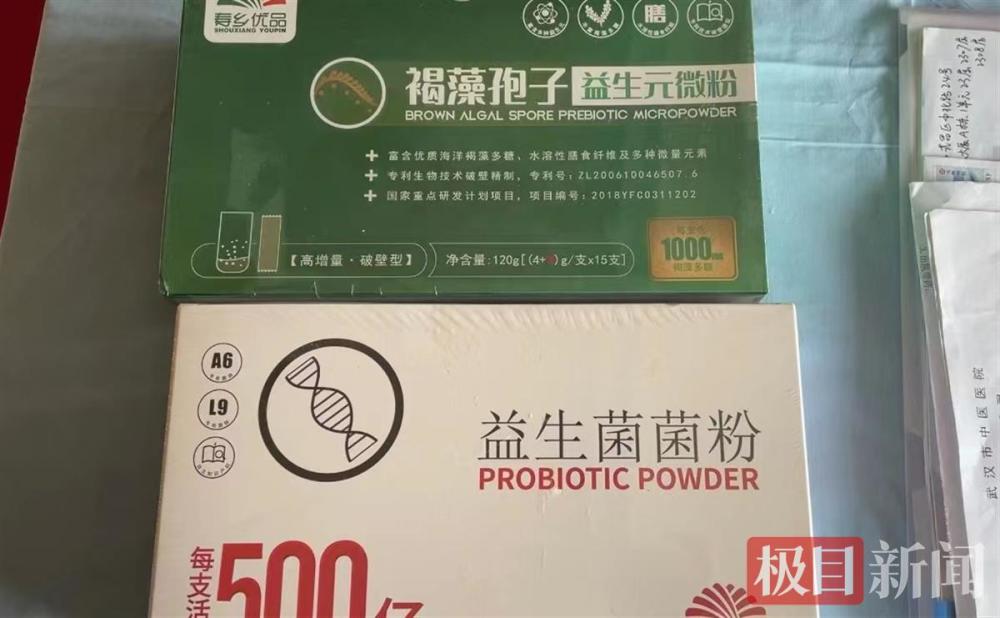 寿乡优品
SHOUXIANG YOUPIN
膳
褐藻孢子 益生元微粉
BROWN ALGAL SPORE PREBIOTIC MICROPOWDER
富含优质海洋褐藻多糖、水溶性膳食纤维及多种微量元素
专利生物技术破壁精制，专利号：ZL200610046507.6
国家重点研发计划项目，项目编号：2018YFC0311202
【高增量·破壁型】
净含量:120g[(4+ )g/支x15支]
1000
褐藻多糖
A6
L9
益生菌菌粉
PROBIOTIC POWDER
每支活
500亿
2308房
武汉市中医医院
极目新闻